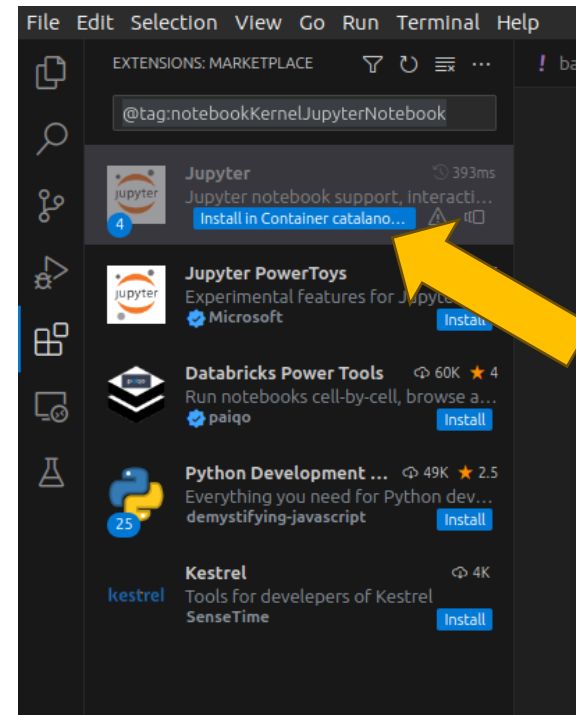 File Edit Selection View Go Run Terminal Help
EXTENSIONS: MARKETPLACE
! ba
@tag:notebookKernelJupyterNotebook
Jupyter 393ms
jupyter
Jupyter notebook support, interacti...
4
Install in Container catalano...
Jupyter PowerToys
jupyter
Experimental features for Jupyte
Microsoft
Install
Databricks Power Tools 60K 4
paiqo
Run notebooks cell-by-cell, browse a...
paiqo
Install
Python Development ... 49K 2.5
Everything you need for Python dev...
25
demystifying-javascript
Install
Kestrel 4K
kestrel
Tools for develepers of Kestrel
SenseTime
Install